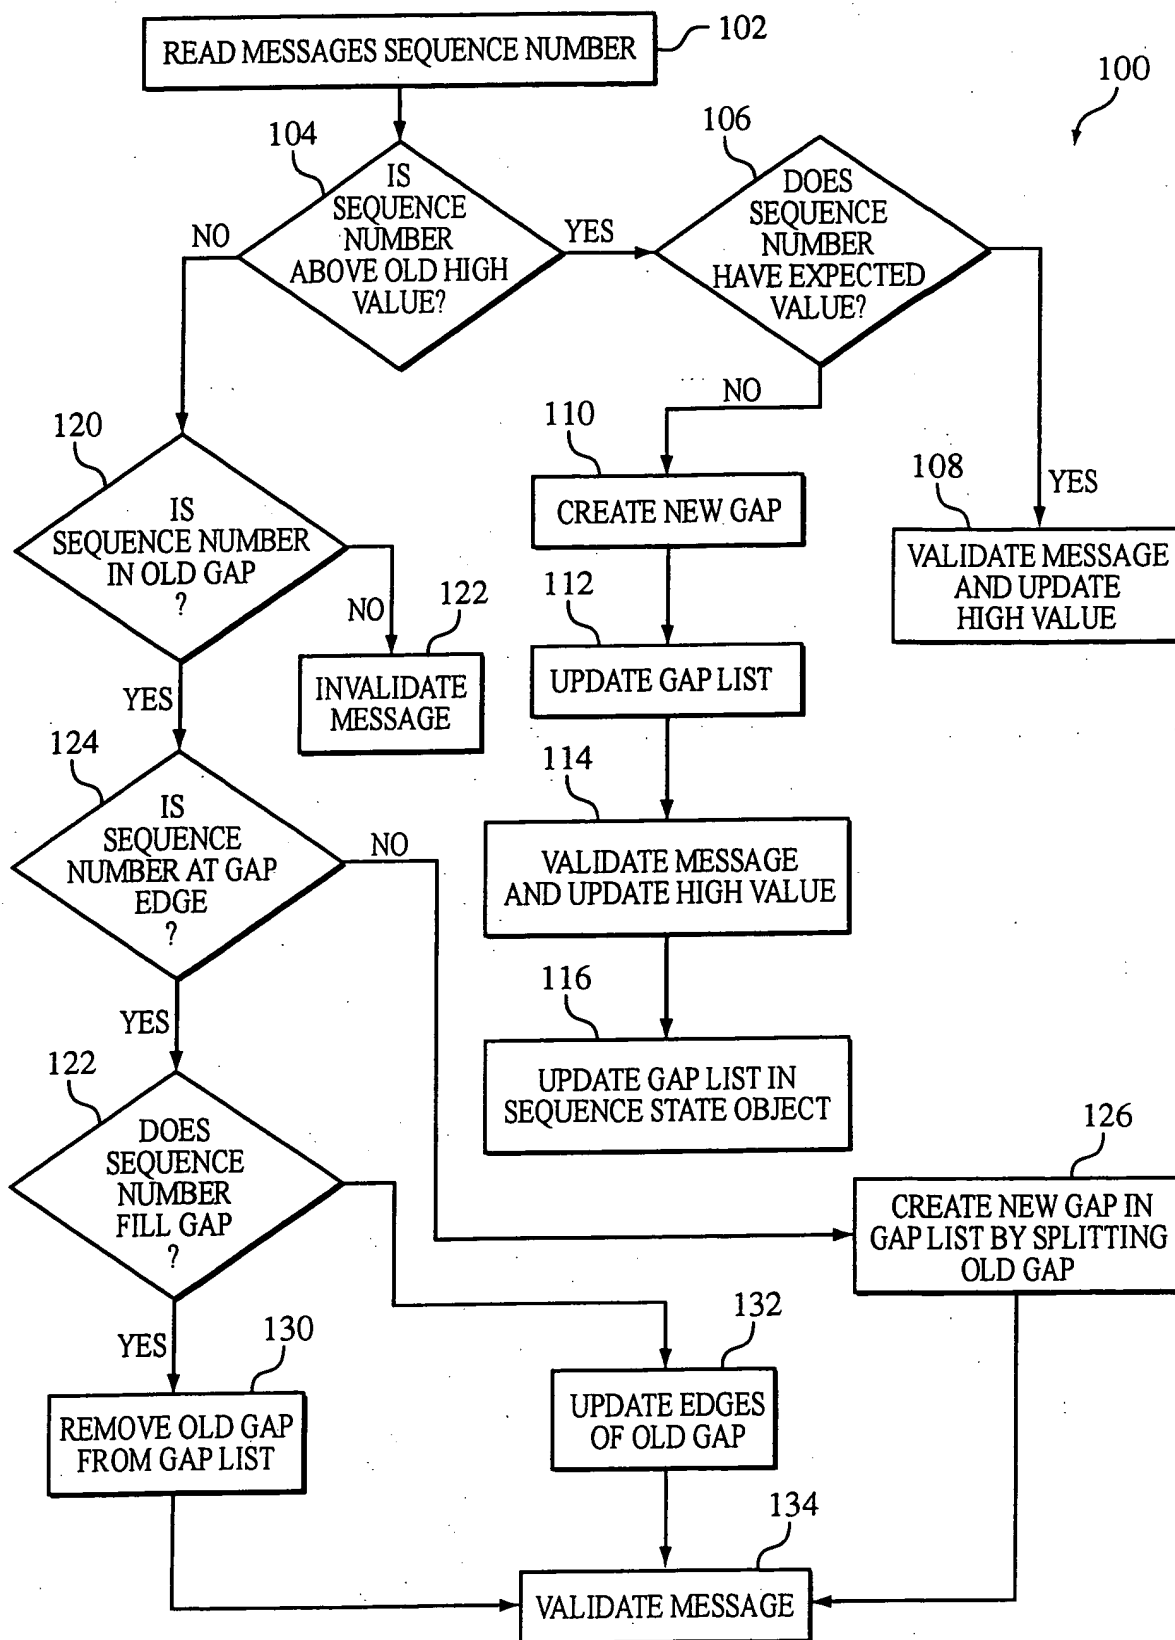 READ MESSAGES SEQUENCE NUMBER
102
100
104
IS
SEQUENCE
NUMBER
ABOVE OLD HIGH
VALUE?
NO
YES
106
DOES
SEQUENCE
NUMBER
HAVE EXPECTED
VALUE?
NO
YES
108
VALIDATE MESSAGE
AND UPDATE
HIGH VALUE
110
CREATE NEW GAP
112
UPDATE GAP LIST
114
VALIDATE MESSAGE
AND UPDATE HIGH VALUE
116
UPDATE GAP LIST IN
SEQUENCE STATE OBJECT
120
IS
SEQUENCE NUMBER
IN OLD GAP
?
NO
122
INVALIDATE
MESSAGE
YES
124
IS
SEQUENCE
NUMBER AT GAP
EDGE
?
NO
YES
122
DOES
SEQUENCE
NUMBER
FILL GAP
?
126
CREATE NEW GAP IN
GAP LIST BY SPLITTING
OLD GAP
YES
130
REMOVE OLD GAP
FROM GAP LIST
132
UPDATE EDGES
OF OLD GAP
134
VALIDATE MESSAGE